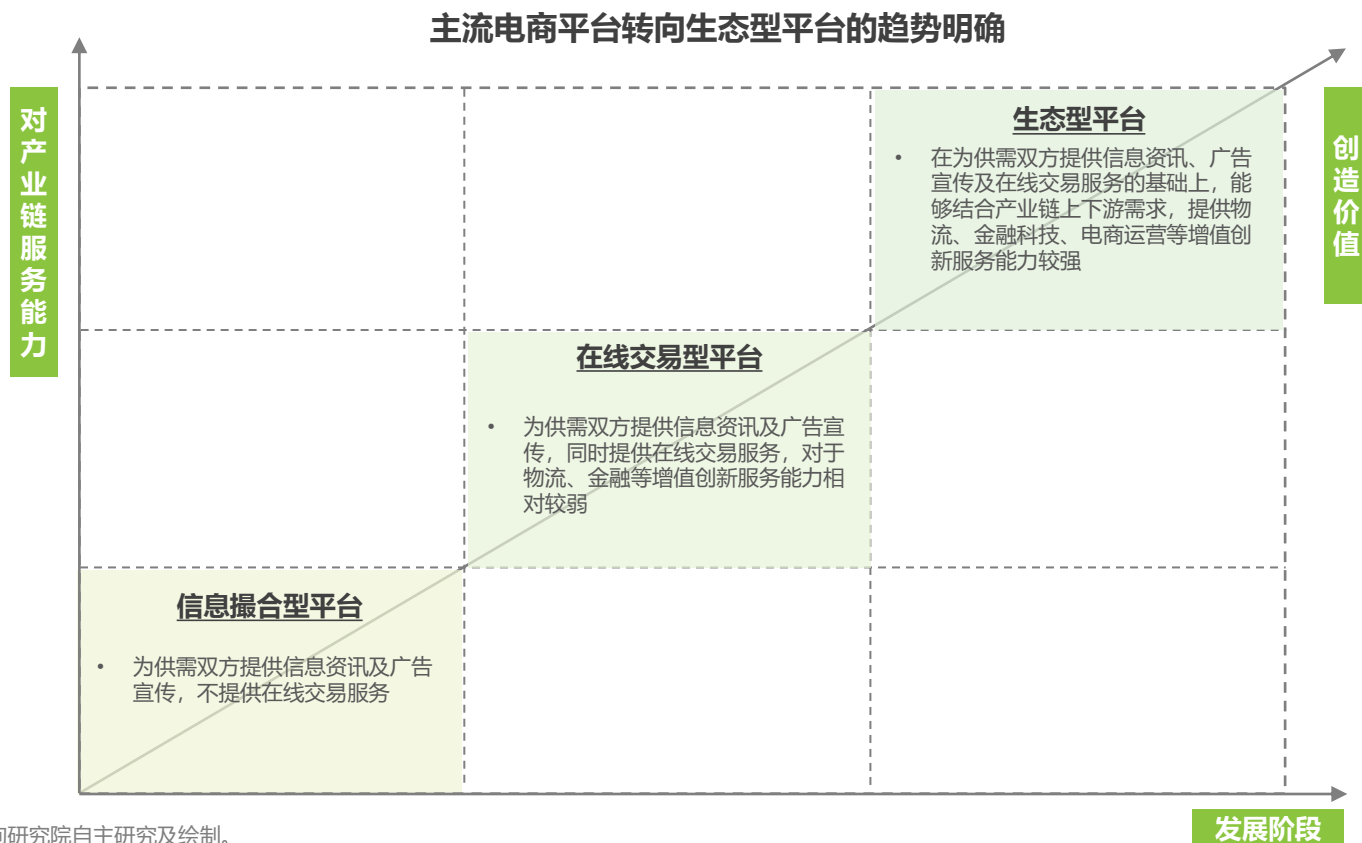 主流电商平台转向生态型平台的趋势明确
对产业链服务能力
创造价值
生态型平台
• 在为供需双方提供信息资讯、广告
宣传及在线交易服务的基础上，能
够结合产业链上下游需求，提供物
流、金融科技、电商运营等增值创
新服务能力较强
在线交易型平台
• 为供需双方提供信息资讯及广告宣
传，同时提供在线交易服务，对于
物流、金融等增值创新服务能力相
对较弱
信息撮合型平台
• 为供需双方提供信息资讯及广告
宣传，不提供在线交易服务
发展阶段
研究院自主研究及绘制。